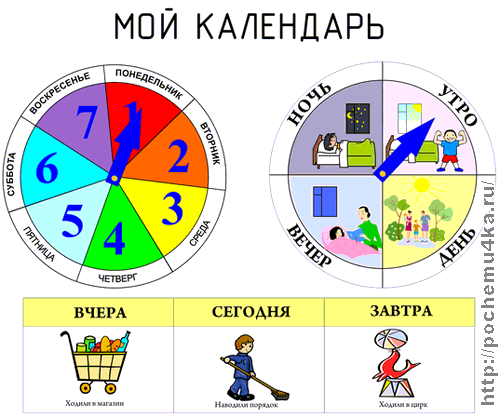 МОЙ КАЛЕНДАРЬ
ПОНЕДЕЛЬНИК
ВТОРНИК
СРЕДА
ЧЕТВЕРГ
ПЯТНИЦА
СУББОТА
ВОСКРЕСЕНЬЕ
1
2
3
4
5
6
7
НОЧЬ
УТРО
ВЕЧЕР
ДЕНЬ
ВЧЕРА
СЕГОДНЯ
ЗАВТРА
Ходили в магазин
Наводили порядок
Ходили в цирк
http://pochemu4ka.ru/